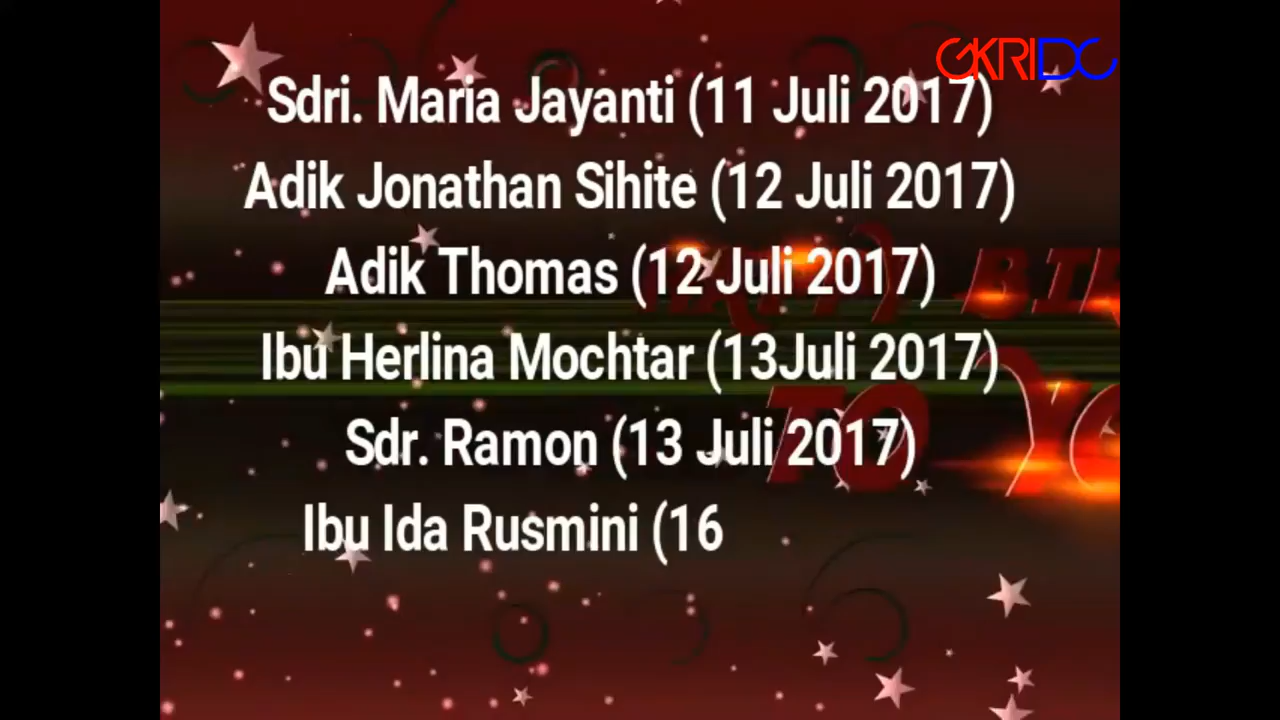 GKRIDC
Sdri. Maria Jayanti (11 Juli 2017)
Adik Jonathan Sihite (12 Juli 2017)
Adik Thomas (12 Juli 2017)
Ibu Herlina Mochtar (13Juli 2017)
Sdr. Ramon (13 Juli 2017)
Ibu Ida Rusmini (16
TO